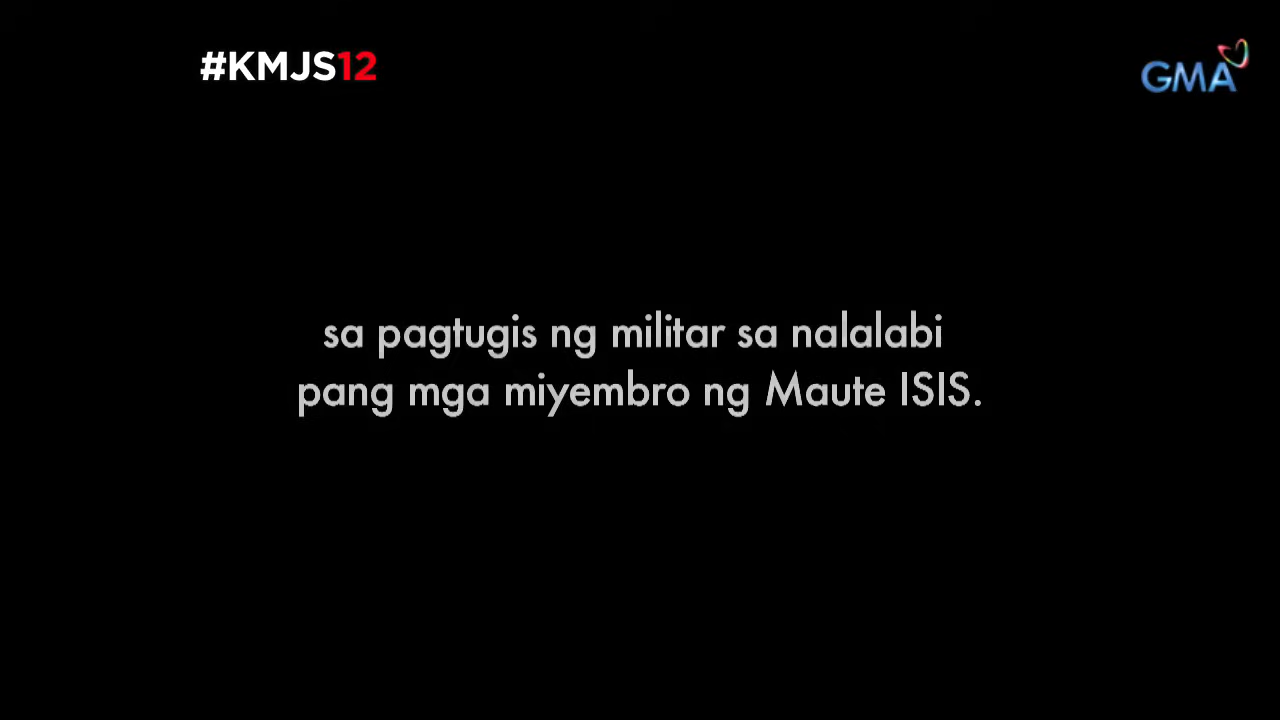 #KMJS12
GMA
sa pagtugis ng militar sa nalalabi
pang mga miyembro ng Maute ISIS.